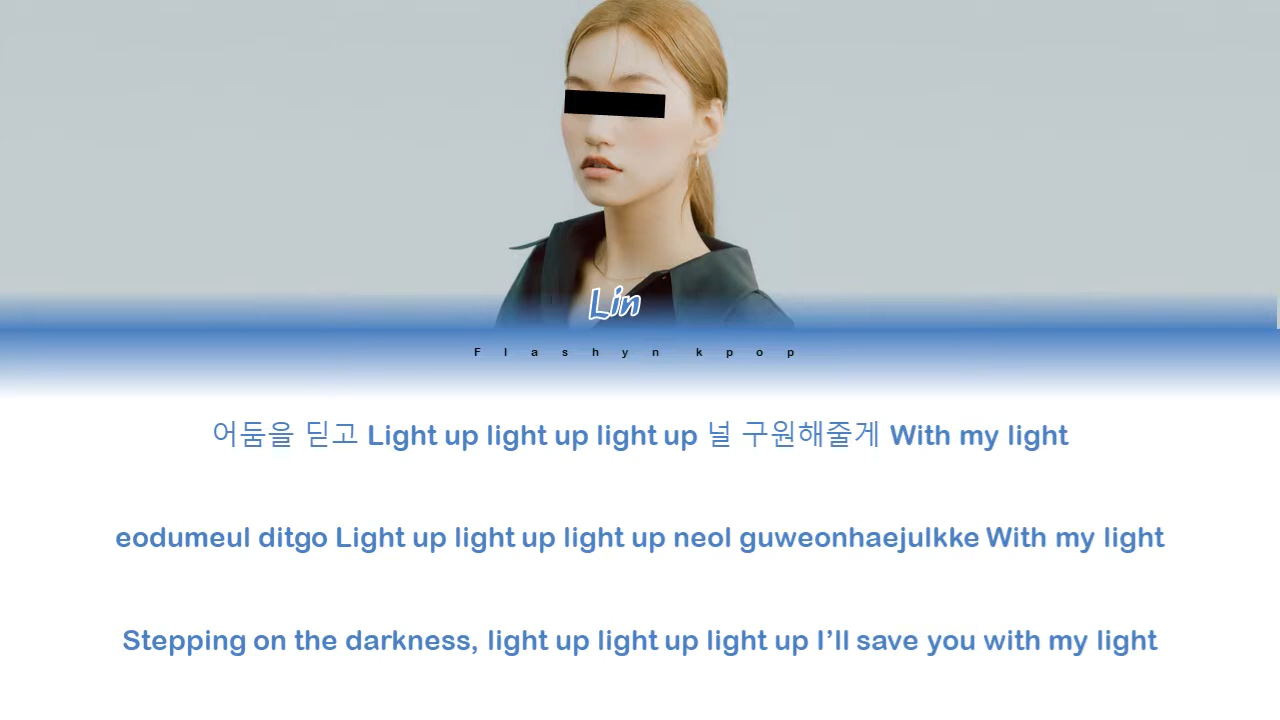 Lin
Flashyn kpop
어둠을 딛고 Light up light up light up 널 구원해줄게 With my light
eodumeul ditgo Light up light up light up neol guweonhaejulkke With my light
Stepping on the darkness, light up light up light up I’ll save you with my light